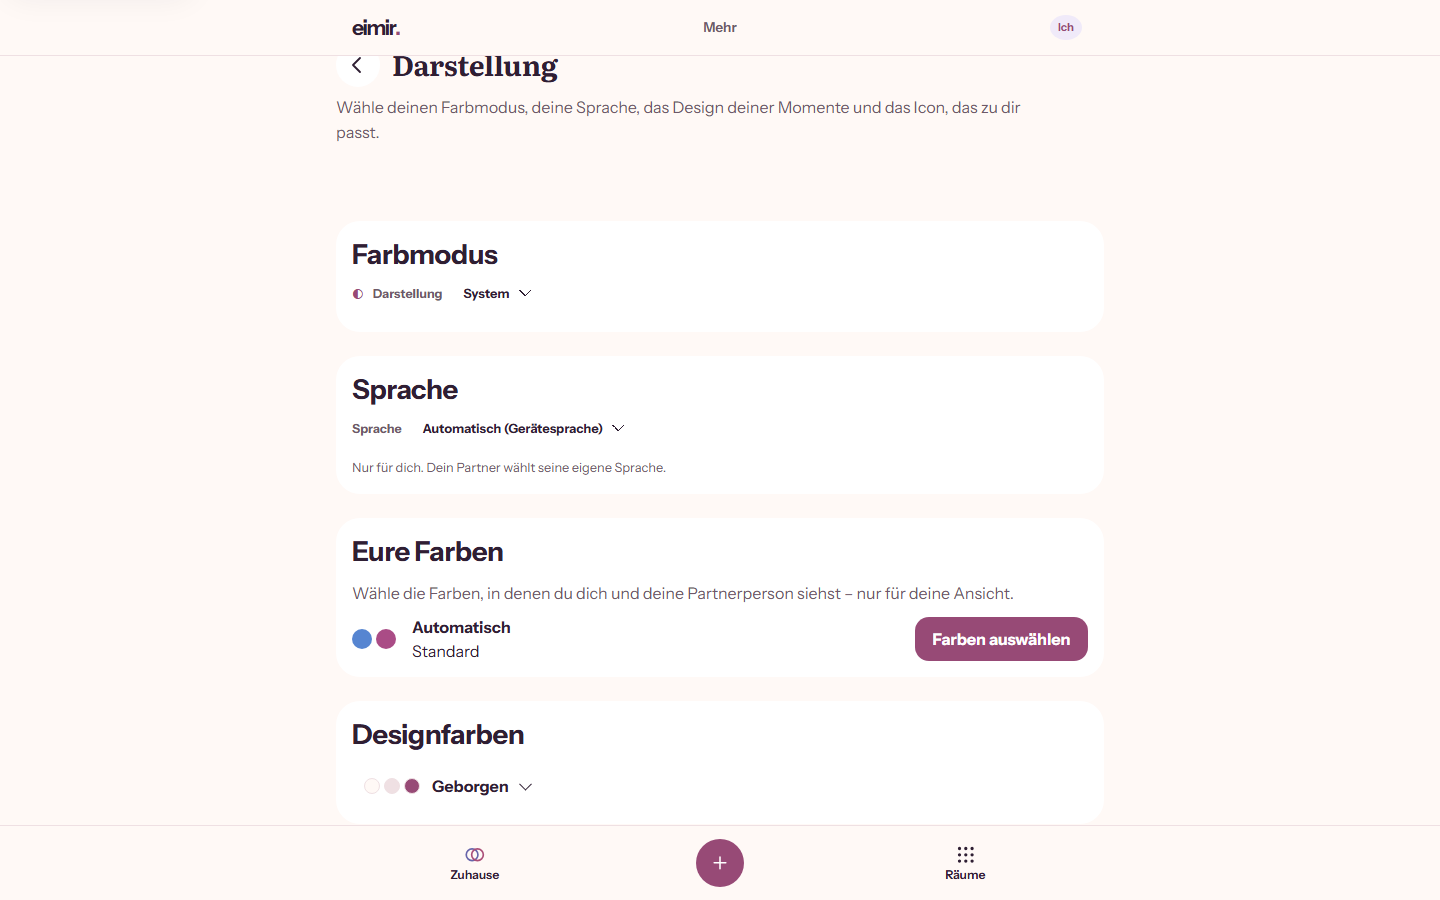 eimir.
Mehr
Ich
Darstellung
Wähle deinen Farbmodus, deine Sprache, das Design deiner Momente und das Icon, das zu dir
passt.
Farbmodus
Darstellung System
Sprache
Sprache Automatisch (Gerätesprache)
Nur für dich. Dein Partner wählt seine eigene Sprache.
Eure Farben
Wähle die Farben, in denen du dich und deine Partnerperson siehst – nur für deine Ansicht.
Automatisch
Standard
Farben auswählen
Designfarben
Geborgen
Zuhause
Räume